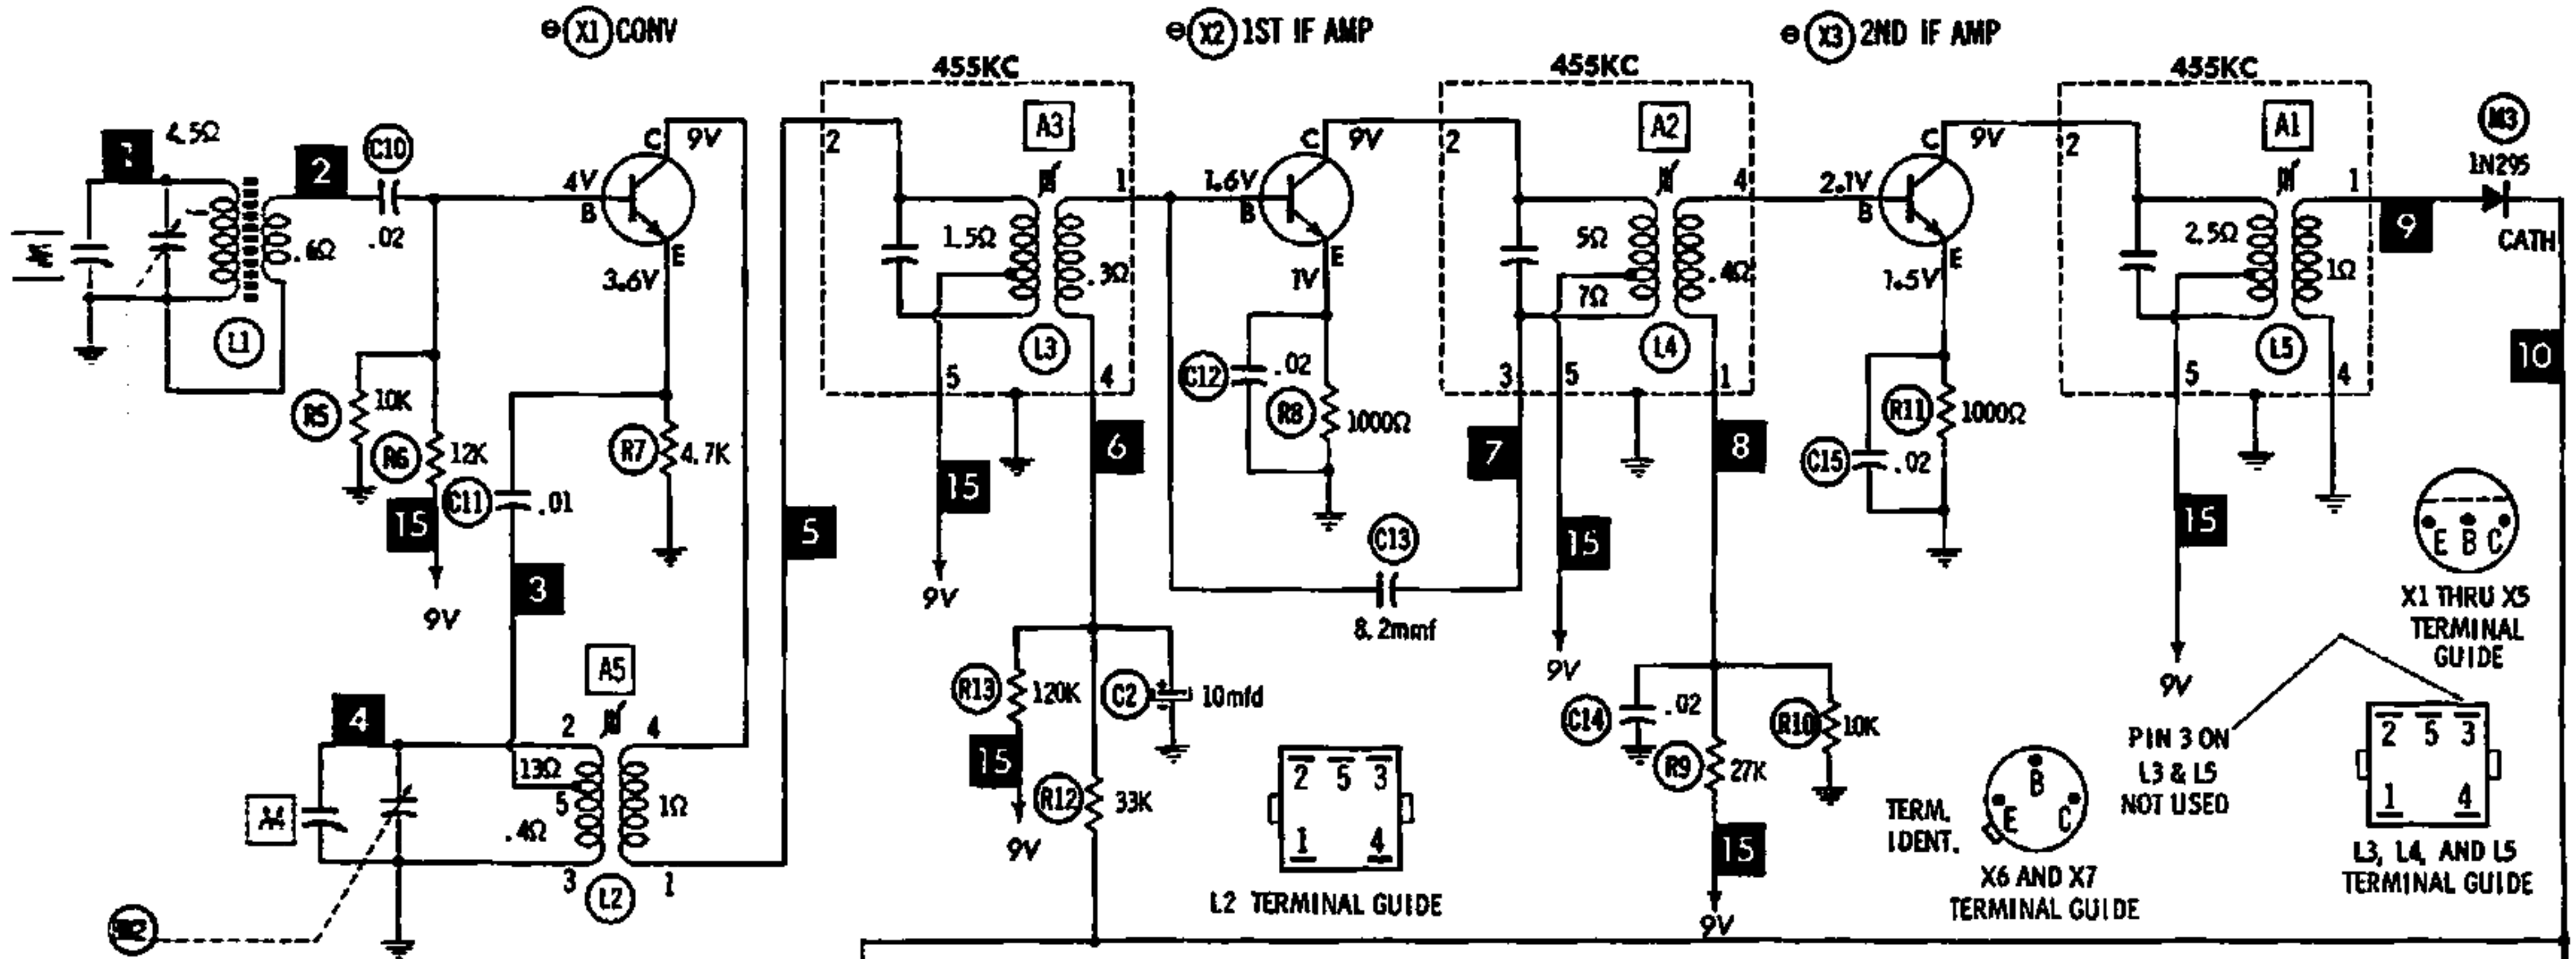 ⊖ X1 CONV
⊖ X2 1ST IF AMP
⊖ X3 2ND IF AMP
455KC
455KC
455KC
1
2
C10
.02
.6Ω
L1
4V
B
C
9V
E
3.6V
R5
10K
R6
12K
15
9V
C11
.01
R7
4.7K
3
5
4
A5
2
4
13Ω
5
.4Ω
1Ω
3
1
L2
A3
2
1
1.5Ω
.3Ω
L3
5
4
15
9V
6
R13
120K
C2
10mfd
15
9V
R12
33K
1.6V
B
C
9V
E
1V
C12
.02
R8
1000Ω
C13
8.2mmf
7
A2
2
4
5Ω
7Ω
.4Ω
L4
3
5
1
15
9V
8
C14
.02
R10
10K
R9
27K
15
9V
2.1V
B
C
9V
E
1.5V
C15
.02
R11
1000Ω
A1
2
1
2.5Ω
1Ω
L5
5
4
15
9V
9
M3
1N295
CATH
10
E B C
X1 THRU X5
TERMINAL
GUIDE
2 5 3
1 4
L2 TERMINAL GUIDE
TERM.
IDENT.
B
E C
X6 AND X7
TERMINAL GUIDE
PIN 3 ON
L3 & L5
NOT USED
2 5 3
1 4
L3, L4, AND L5
TERMINAL GUIDE